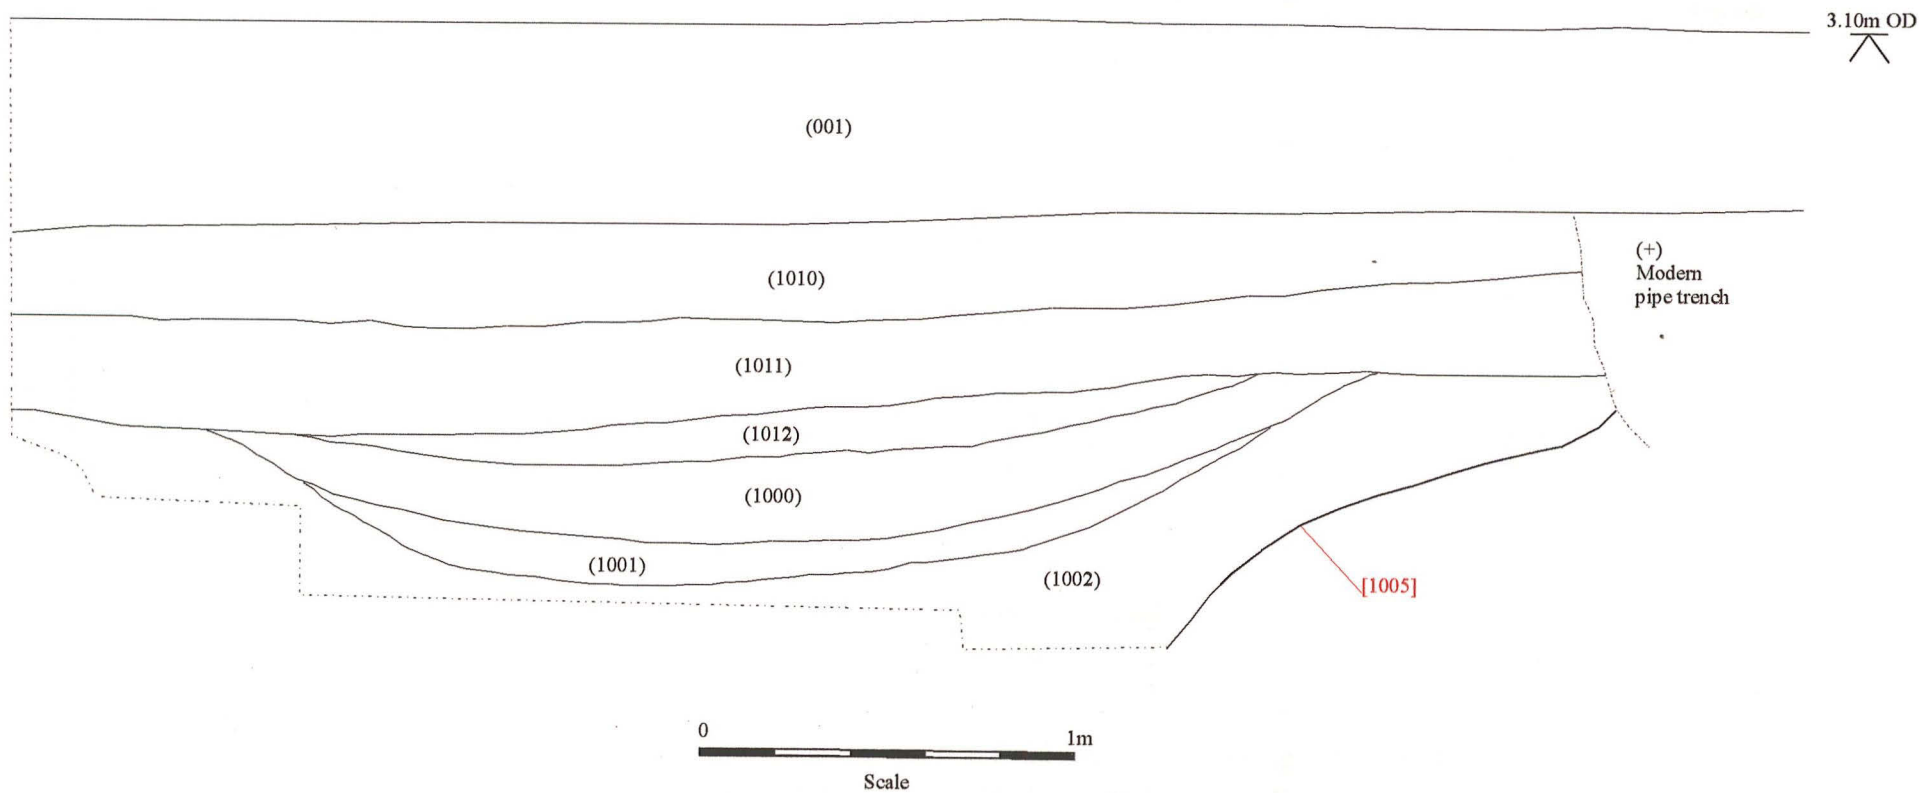 3.10m OD
(001)
(+)
Modern
pipe trench
(1010)
(1011)
(1012)
(1000)
(1001)
(1002)
[1005]
0 1m
Scale